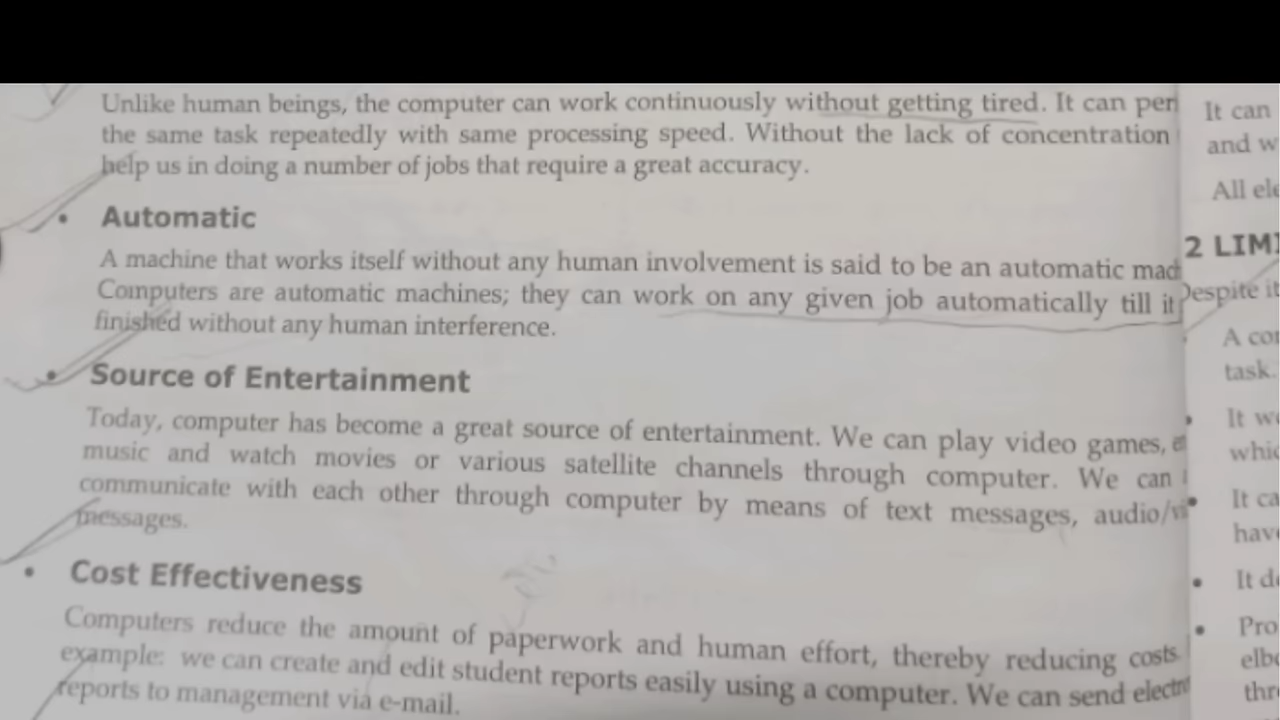 Unlike human beings, the computer can work continuously without getting tired. It can per
the same task repeatedly with same processing speed. Without the lack of concentration
help us in doing a number of jobs that require a great accuracy.
• Automatic
A machine that works itself without any human involvement is said to be an automatic mac
Computers are automatic machines; they can work on any given job automatically till it
finished without any human interference.
• Source of Entertainment
Today, computer has become a great source of entertainment. We can play video games,
music and watch movies or various satellite channels through computer. We can
communicate with each other through computer by means of text messages, audio/vi
messages.
• Cost Effectiveness
Computers reduce the amount of paperwork and human effort, thereby reducing costs.
example: we can create and edit student reports easily using a computer. We can send electro
reports to management via e-mail.
It can
and w
All ele
2 LIMI
Despite it
A co
task.
• It w
whic
• It ca
hav
• It d
• Pro
elb
thr